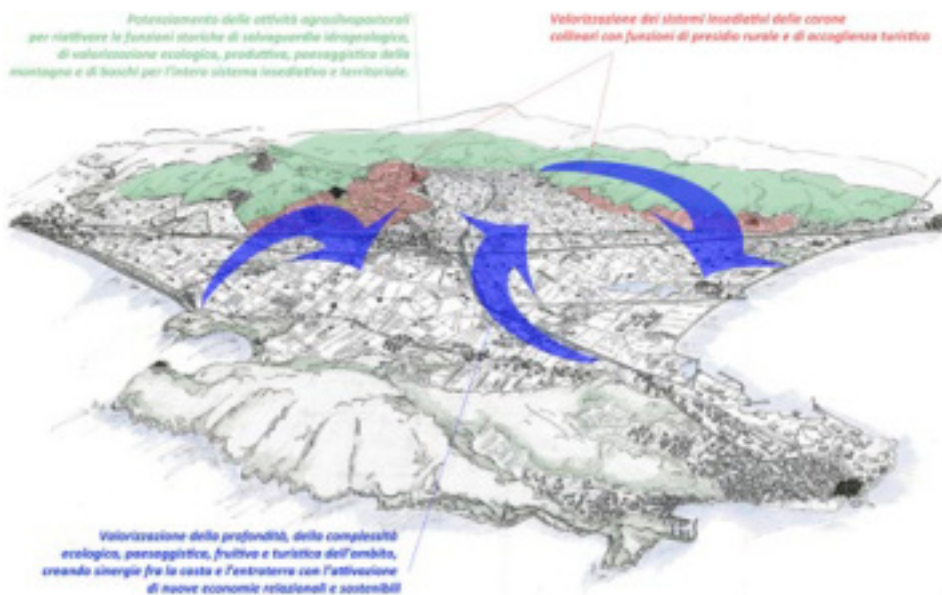 Potenziamento delle attività agrosilvopastorali
per riattivare le funzioni storiche di salvaguardia idrogeologica,
di valorizzazione ecologica, produttiva, paesaggistica della
montagna e di boschi per l'intero sistema insediativo e territoriale.
Valorizzazione dei sistemi insediativi delle corone
collinari con funzioni di presidio rurale e di accoglienza turistica
Valorizzazione della profondità, della complessità
ecologica, paesaggistica, fruitiva e turistica dell'ambito,
creando sinergie fra la costa e l'entroterra con l'attivazione
di nuove economie relazionali e sostenibili